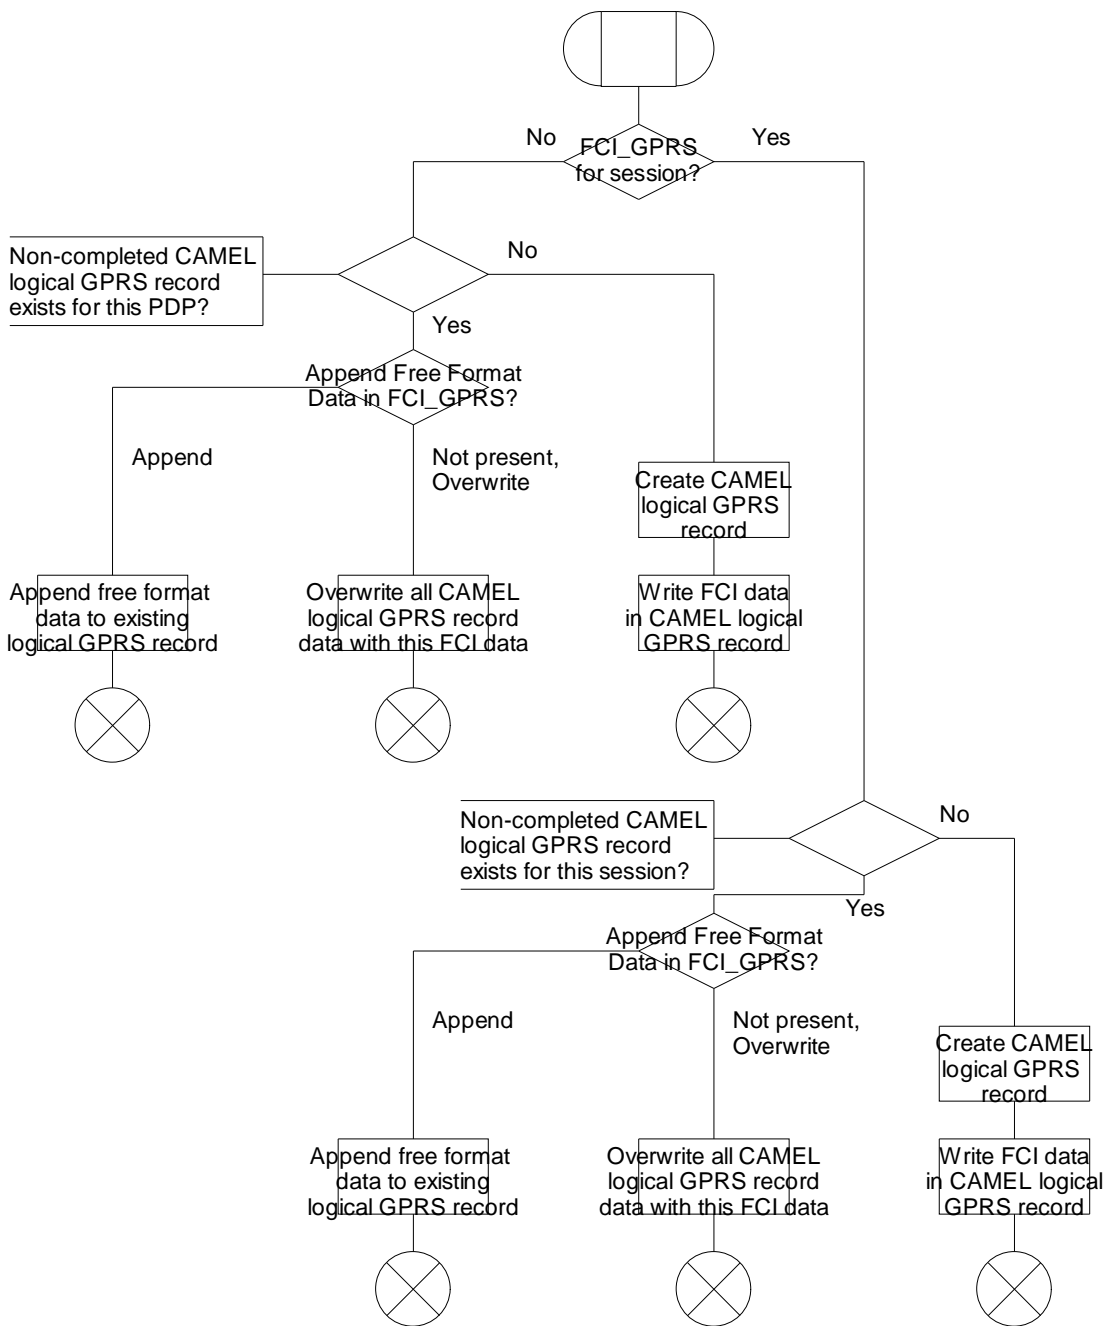 No
Yes
FCI_GPRS
for session?
Non-completed CAMEL
logical GPRS record
exists for this PDP?
No
Yes
Append Free Format
Data in FCI_GPRS?
Append
Not present,
Overwrite
Create CAMEL
logical GPRS
record
Append free format
data to existing
logical GPRS record
Overwrite all CAMEL
logical GPRS record
data with this FCI data
Write FCI data
in CAMEL logical
GPRS record
Non-completed CAMEL
logical GPRS record
exists for this session?
No
Yes
Append Free Format
Data in FCI_GPRS?
Append
Not present,
Overwrite
Create CAMEL
logical GPRS
record
Append free format
data to existing
logical GPRS record
Overwrite all CAMEL
logical GPRS record
data with this FCI data
Write FCI data
in CAMEL logical
GPRS record